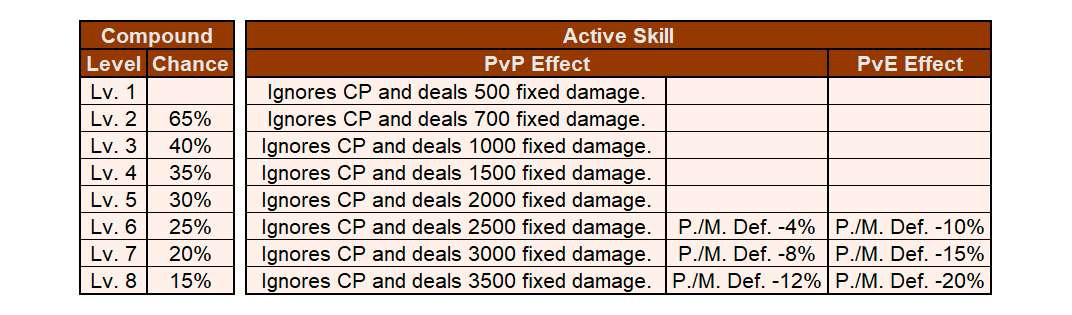 Compound Active Skill
Level Chance PvP Effect PvE Effect
Lv. 1 Ignores CP and deals 500 fixed damage.
Lv. 2 65% Ignores CP and deals 700 fixed damage.
Lv. 3 40% Ignores CP and deals 1000 fixed damage.
Lv. 4 35% Ignores CP and deals 1500 fixed damage.
Lv. 5 30% Ignores CP and deals 2000 fixed damage.
Lv. 6 25% Ignores CP and deals 2500 fixed damage. P./M. Def. -4% P./M. Def. -10%
Lv. 7 20% Ignores CP and deals 3000 fixed damage. P./M. Def. -8% P./M. Def. -15%
Lv. 8 15% Ignores CP and deals 3500 fixed damage. P./M. Def. -12% P./M. Def. -20%